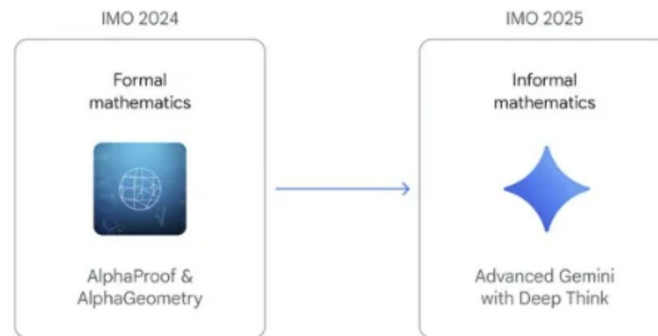 IMO 2024
IMO 2025
Formal
mathematics
Informal
mathematics
AlphaProof &
AlphaGeometry
Advanced Gemini
with Deep Think